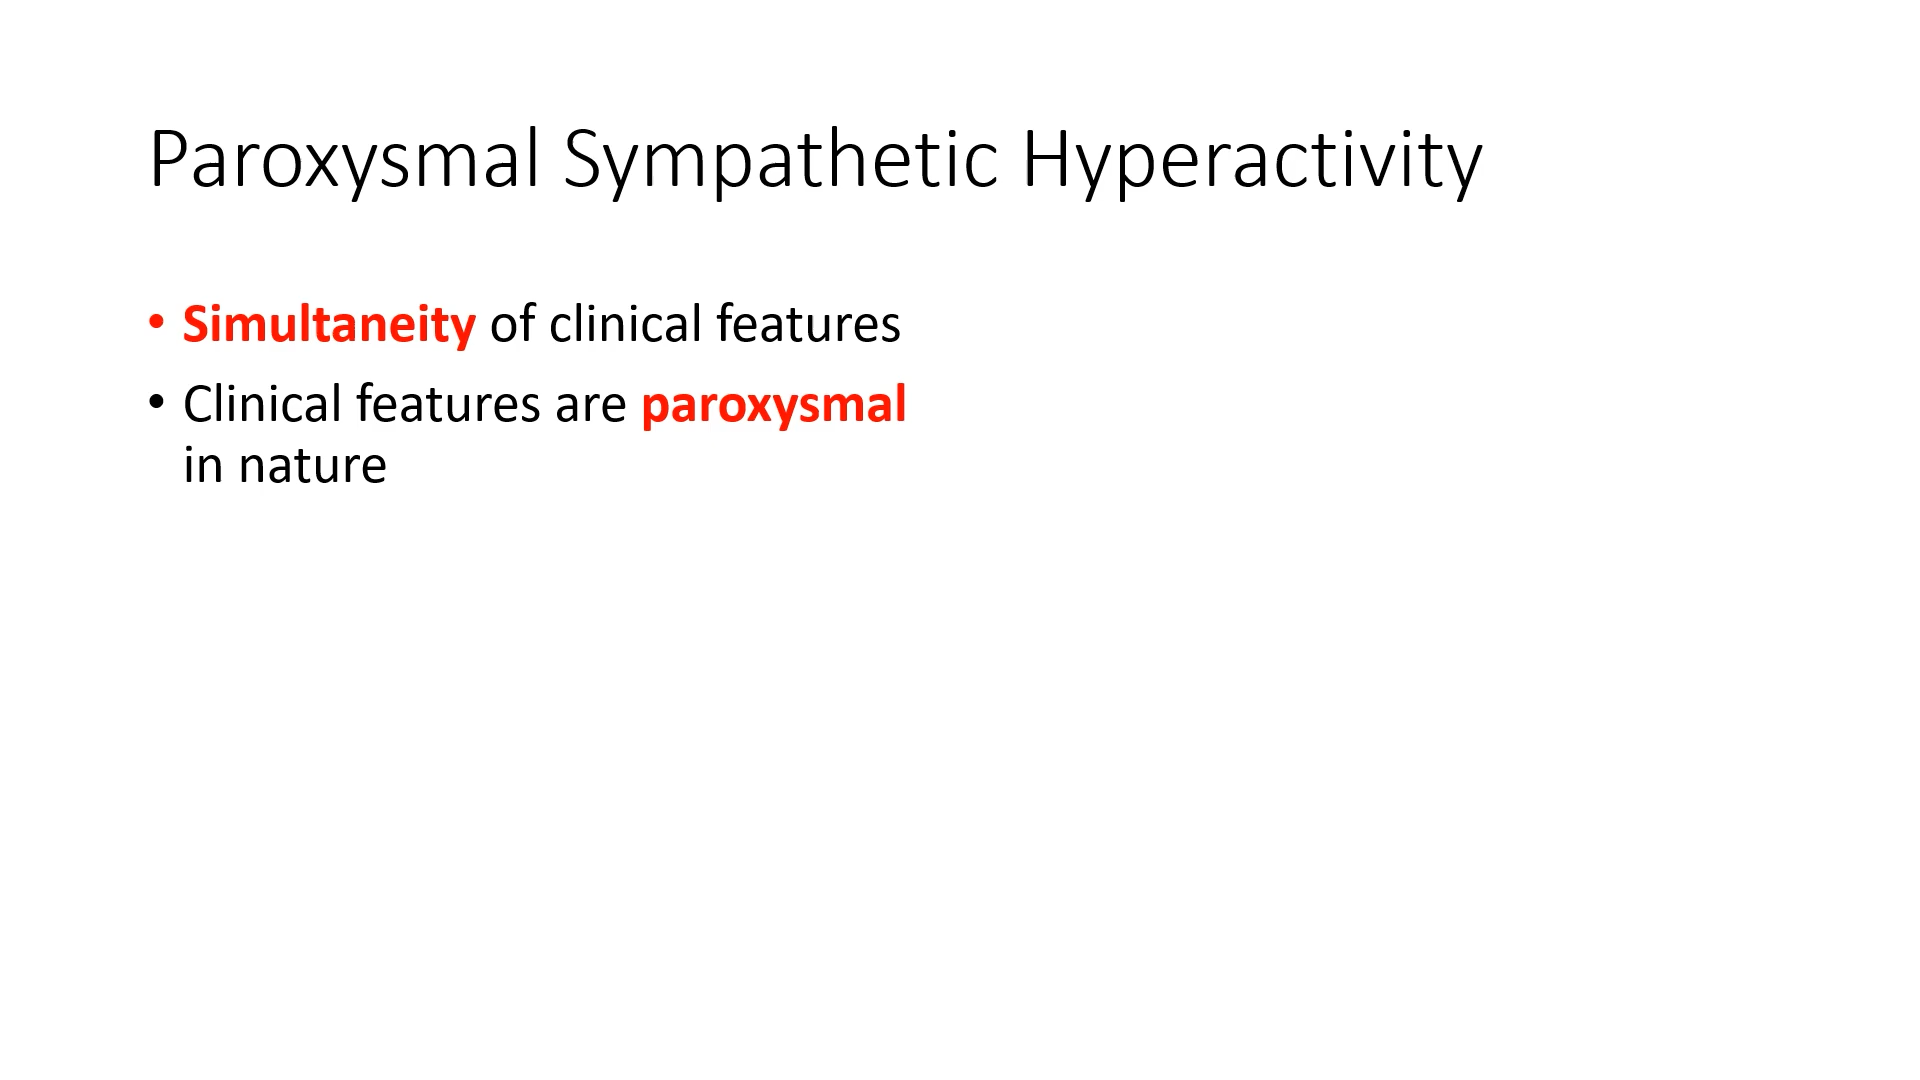 Paroxysmal Sympathetic Hyperactivity
• Simultaneity of clinical features
• Clinical features are paroxysmal
in nature